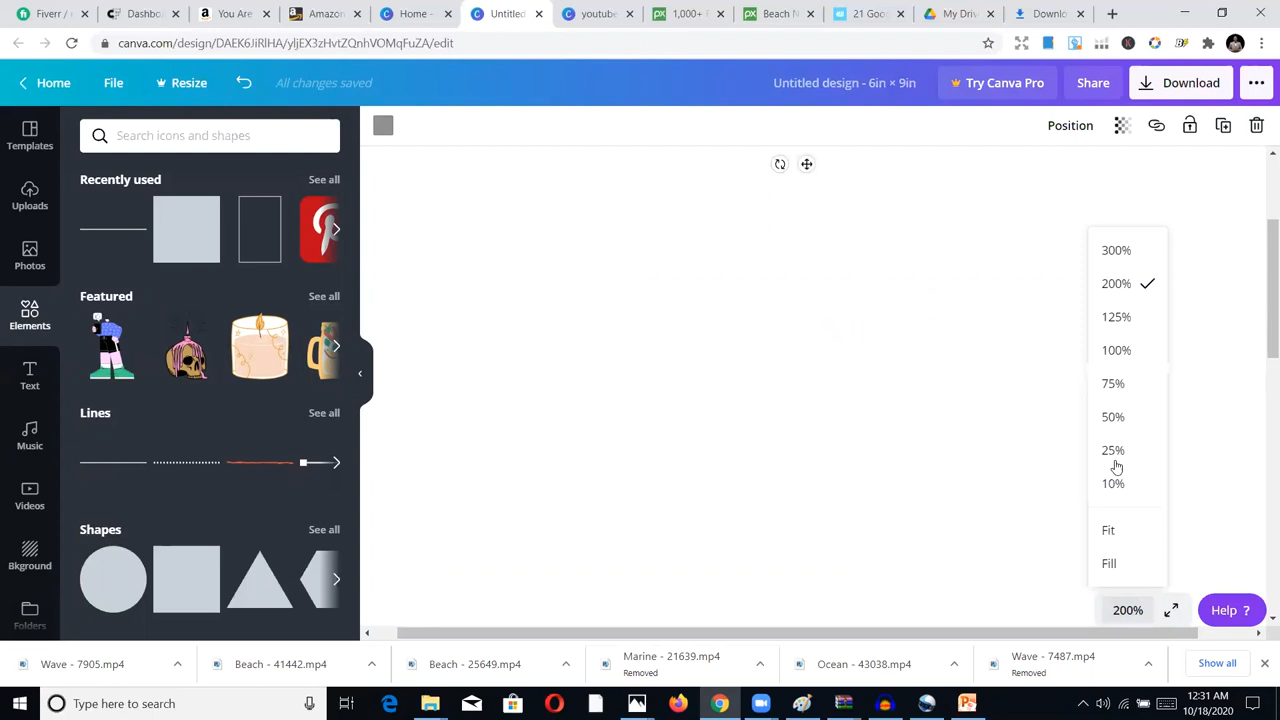 fiverr
Dashb
You Are
Amazon
Home
Untitled
youtube
1,000+ F
Beach N
21 Goog
My Driv
Downlo
canva.com/design/DAEK6JiRlHA/yljEX3zHvtZQnhVOMqFuZA/edit
Home
File
Resize
All changes saved
Untitled design - 6in × 9in
Try Canva Pro
Share
Download
Templates
Uploads
Photos
Elements
Text
Music
Videos
Bkground
Folders
Search icons and shapes
Recently used
See all
Featured
See all
Lines
See all
Shapes
See all
Position
300%
200%
125%
100%
75%
50%
25%
10%
Fit
Fill
200%
Help ?
Wave - 7905.mp4
Beach - 41442.mp4
Beach - 25649.mp4
Marine - 21639.mp4
Removed
Ocean - 43038.mp4
Wave - 7487.mp4
Removed
Show all
Type here to search
12:31 AM
10/18/2020